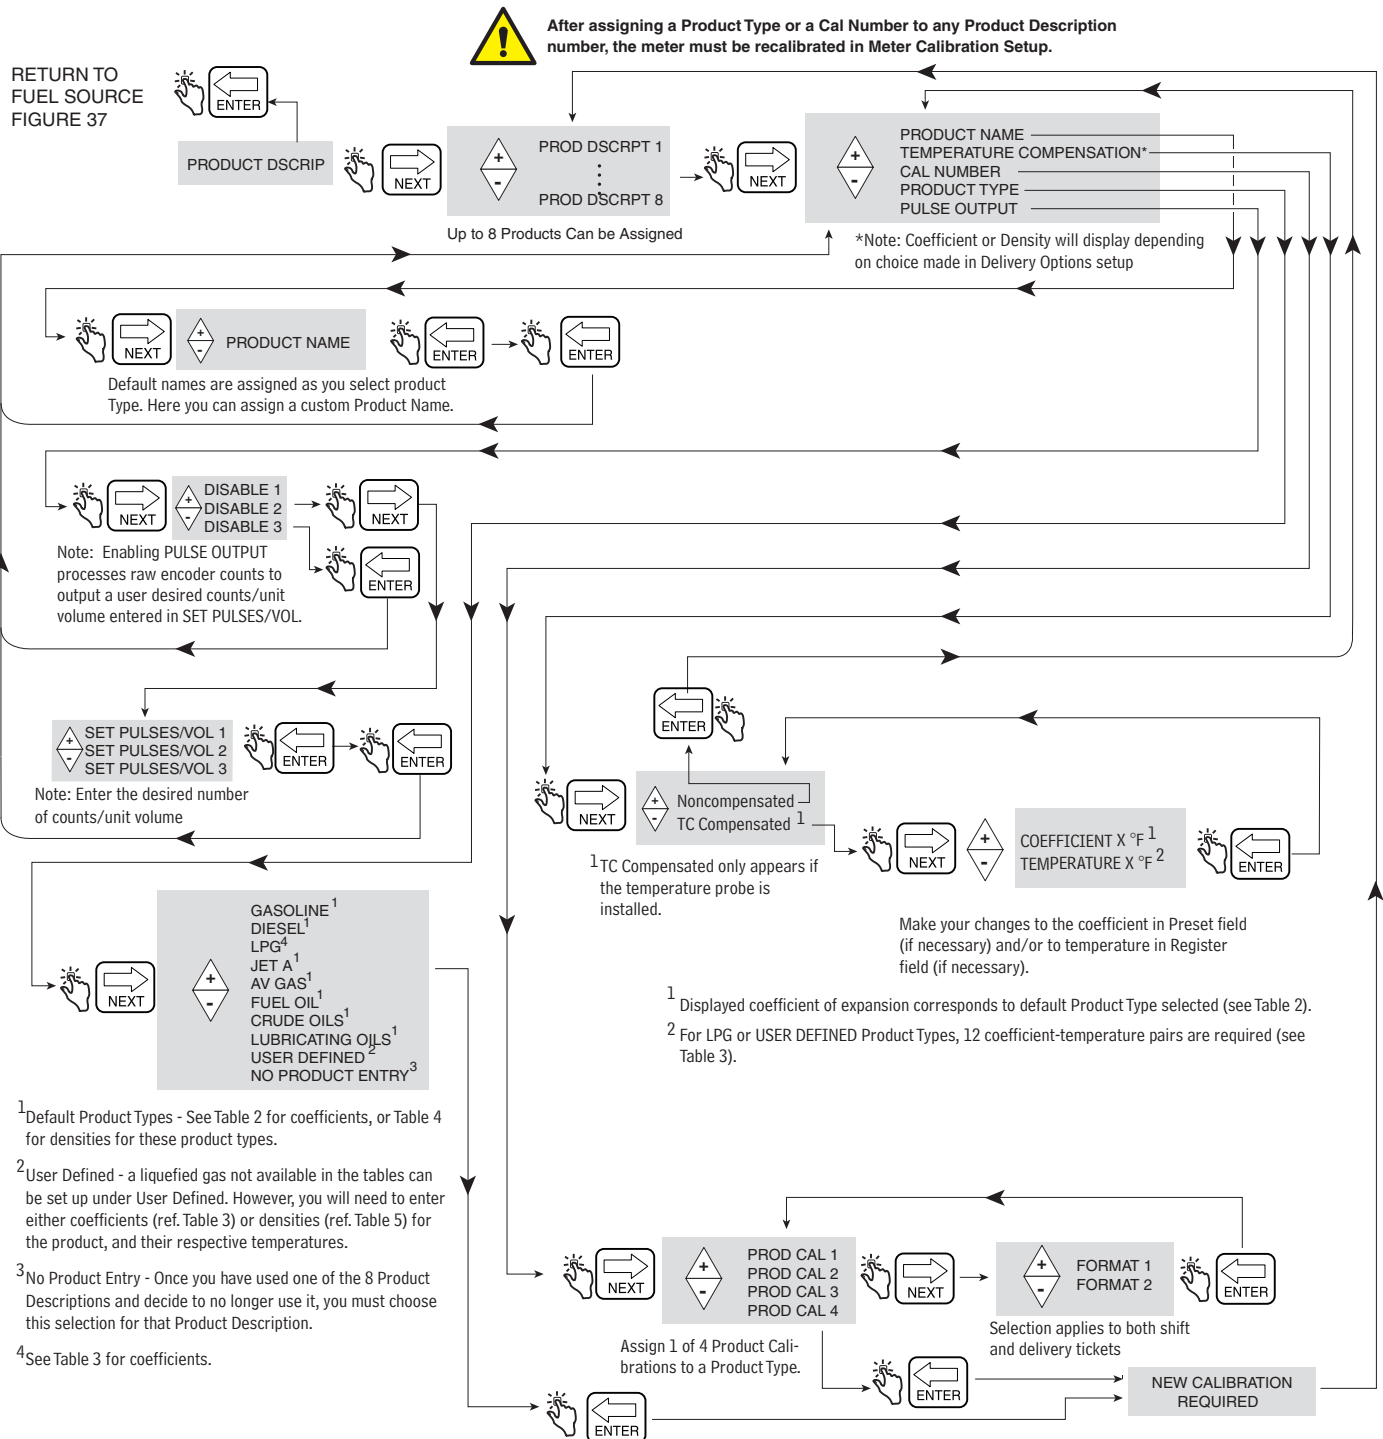 After assigning a Product Type or a Cal Number to any Product Description
number, the meter must be recalibrated in Meter Calibration Setup.
RETURN TO
FUEL SOURCE
FIGURE 37
ENTER
PRODUCT DSCRIP
NEXT
+
-
PROD DSCRPT 1
PROD DSCRPT 8
Up to 8 Products Can be Assigned
NEXT
+
-
PRODUCT NAME
TEMPERATURE COMPENSATION*
CAL NUMBER
PRODUCT TYPE
PULSE OUTPUT
*Note: Coefficient or Density will display depending
on choice made in Delivery Options setup
NEXT
+
-
PRODUCT NAME
ENTER
ENTER
Default names are assigned as you select product
Type. Here you can assign a custom Product Name.
NEXT
+
-
DISABLE 1
DISABLE 2
DISABLE 3
NEXT
ENTER
Note: Enabling PULSE OUTPUT
processes raw encoder counts to
output a user desired counts/unit
volume entered in SET PULSES/VOL.
+
-
SET PULSES/VOL 1
SET PULSES/VOL 2
SET PULSES/VOL 3
ENTER
ENTER
Note: Enter the desired number
of counts/unit volume
ENTER
NEXT
+
-
Noncompensated
TC Compensated 1
NEXT
+
-
COEFFICIENT X °F 1
TEMPERATURE X °F 2
ENTER
1 TC Compensated only appears if
the temperature probe is
installed.
Make your changes to the coefficient in Preset field
(if necessary) and/or to temperature in Register
field (if necessary).
1 Displayed coefficient of expansion corresponds to default Product Type selected (see Table 2).
2 For LPG or USER DEFINED Product Types, 12 coefficient-temperature pairs are required (see
Table 3).
NEXT
+
-
GASOLINE1
DIESEL1
LPG4
JET A1
AV GAS1
FUEL OIL1
CRUDE OILS1
LUBRICATING OILS1
USER DEFINED2
NO PRODUCT ENTRY3
1 Default Product Types - See Table 2 for coefficients, or Table 4
for densities for these product types.
2 User Defined - a liquefied gas not available in the tables can
be set up under User Defined. However, you will need to enter
either coefficients (ref. Table 3) or densities (ref. Table 5) for
the product, and their respective temperatures.
3 No Product Entry - Once you have used one of the 8 Product
Descriptions and decide to no longer use it, you must choose
this selection for that Product Description.
4 See Table 3 for coefficients.
NEXT
+
-
PROD CAL 1
PROD CAL 2
PROD CAL 3
PROD CAL 4
NEXT
+
-
FORMAT 1
FORMAT 2
ENTER
Assign 1 of 4 Product Cali-
brations to a Product Type.
Selection applies to both shift
and delivery tickets
ENTER
NEW CALIBRATION
REQUIRED
ENTER